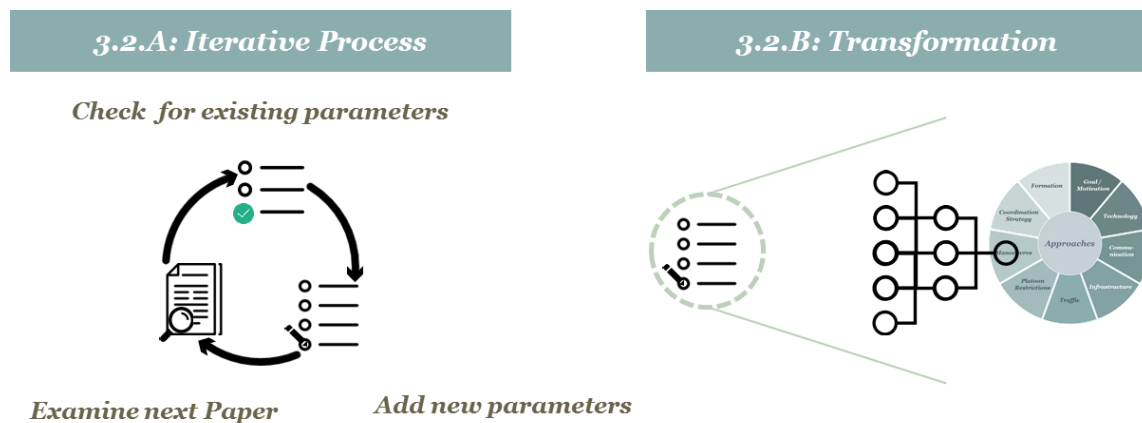 3.2.A: Iterative Process
3.2.B: Transformation
Check for existing parameters
Examine next Paper
Add new parameters
Formation
Goal /
Motivation
Coordination
Strategy
Technology
Approaches
Manoeuvre
Commu-
nication
Platoon
Restrictions
Infrastructure
Traffic